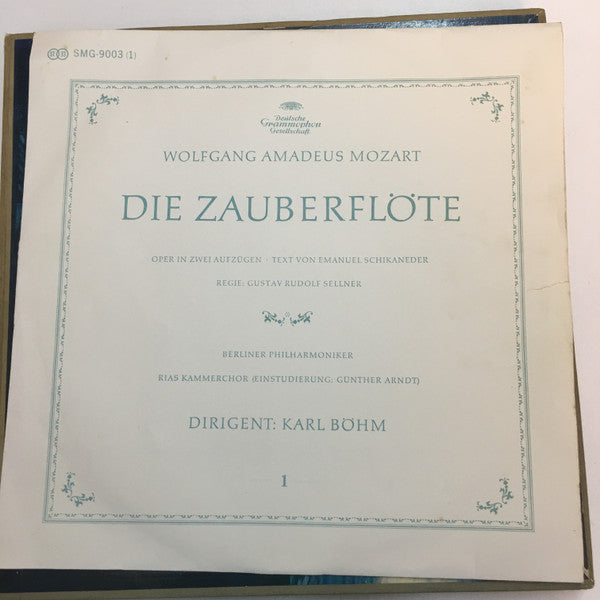 SMG-9003 (1)
Deutsche
Grammophon
Gesellschaft
WOLFGANG AMADEUS MOZART
DIE ZAUBERFLÖTE
OPER IN ZWEI AUFZÜGEN · TEXT VON EMANUEL SCHIKANEDER
REGIE: GUSTAV RUDOLF SELLNER
BERLINER PHILHARMONIKER
RIAS KAMMERCHOR (EINSTUDIERUNG: GÜNTHER ARNDT)
DIRIGENT: KARL BÖHM
1